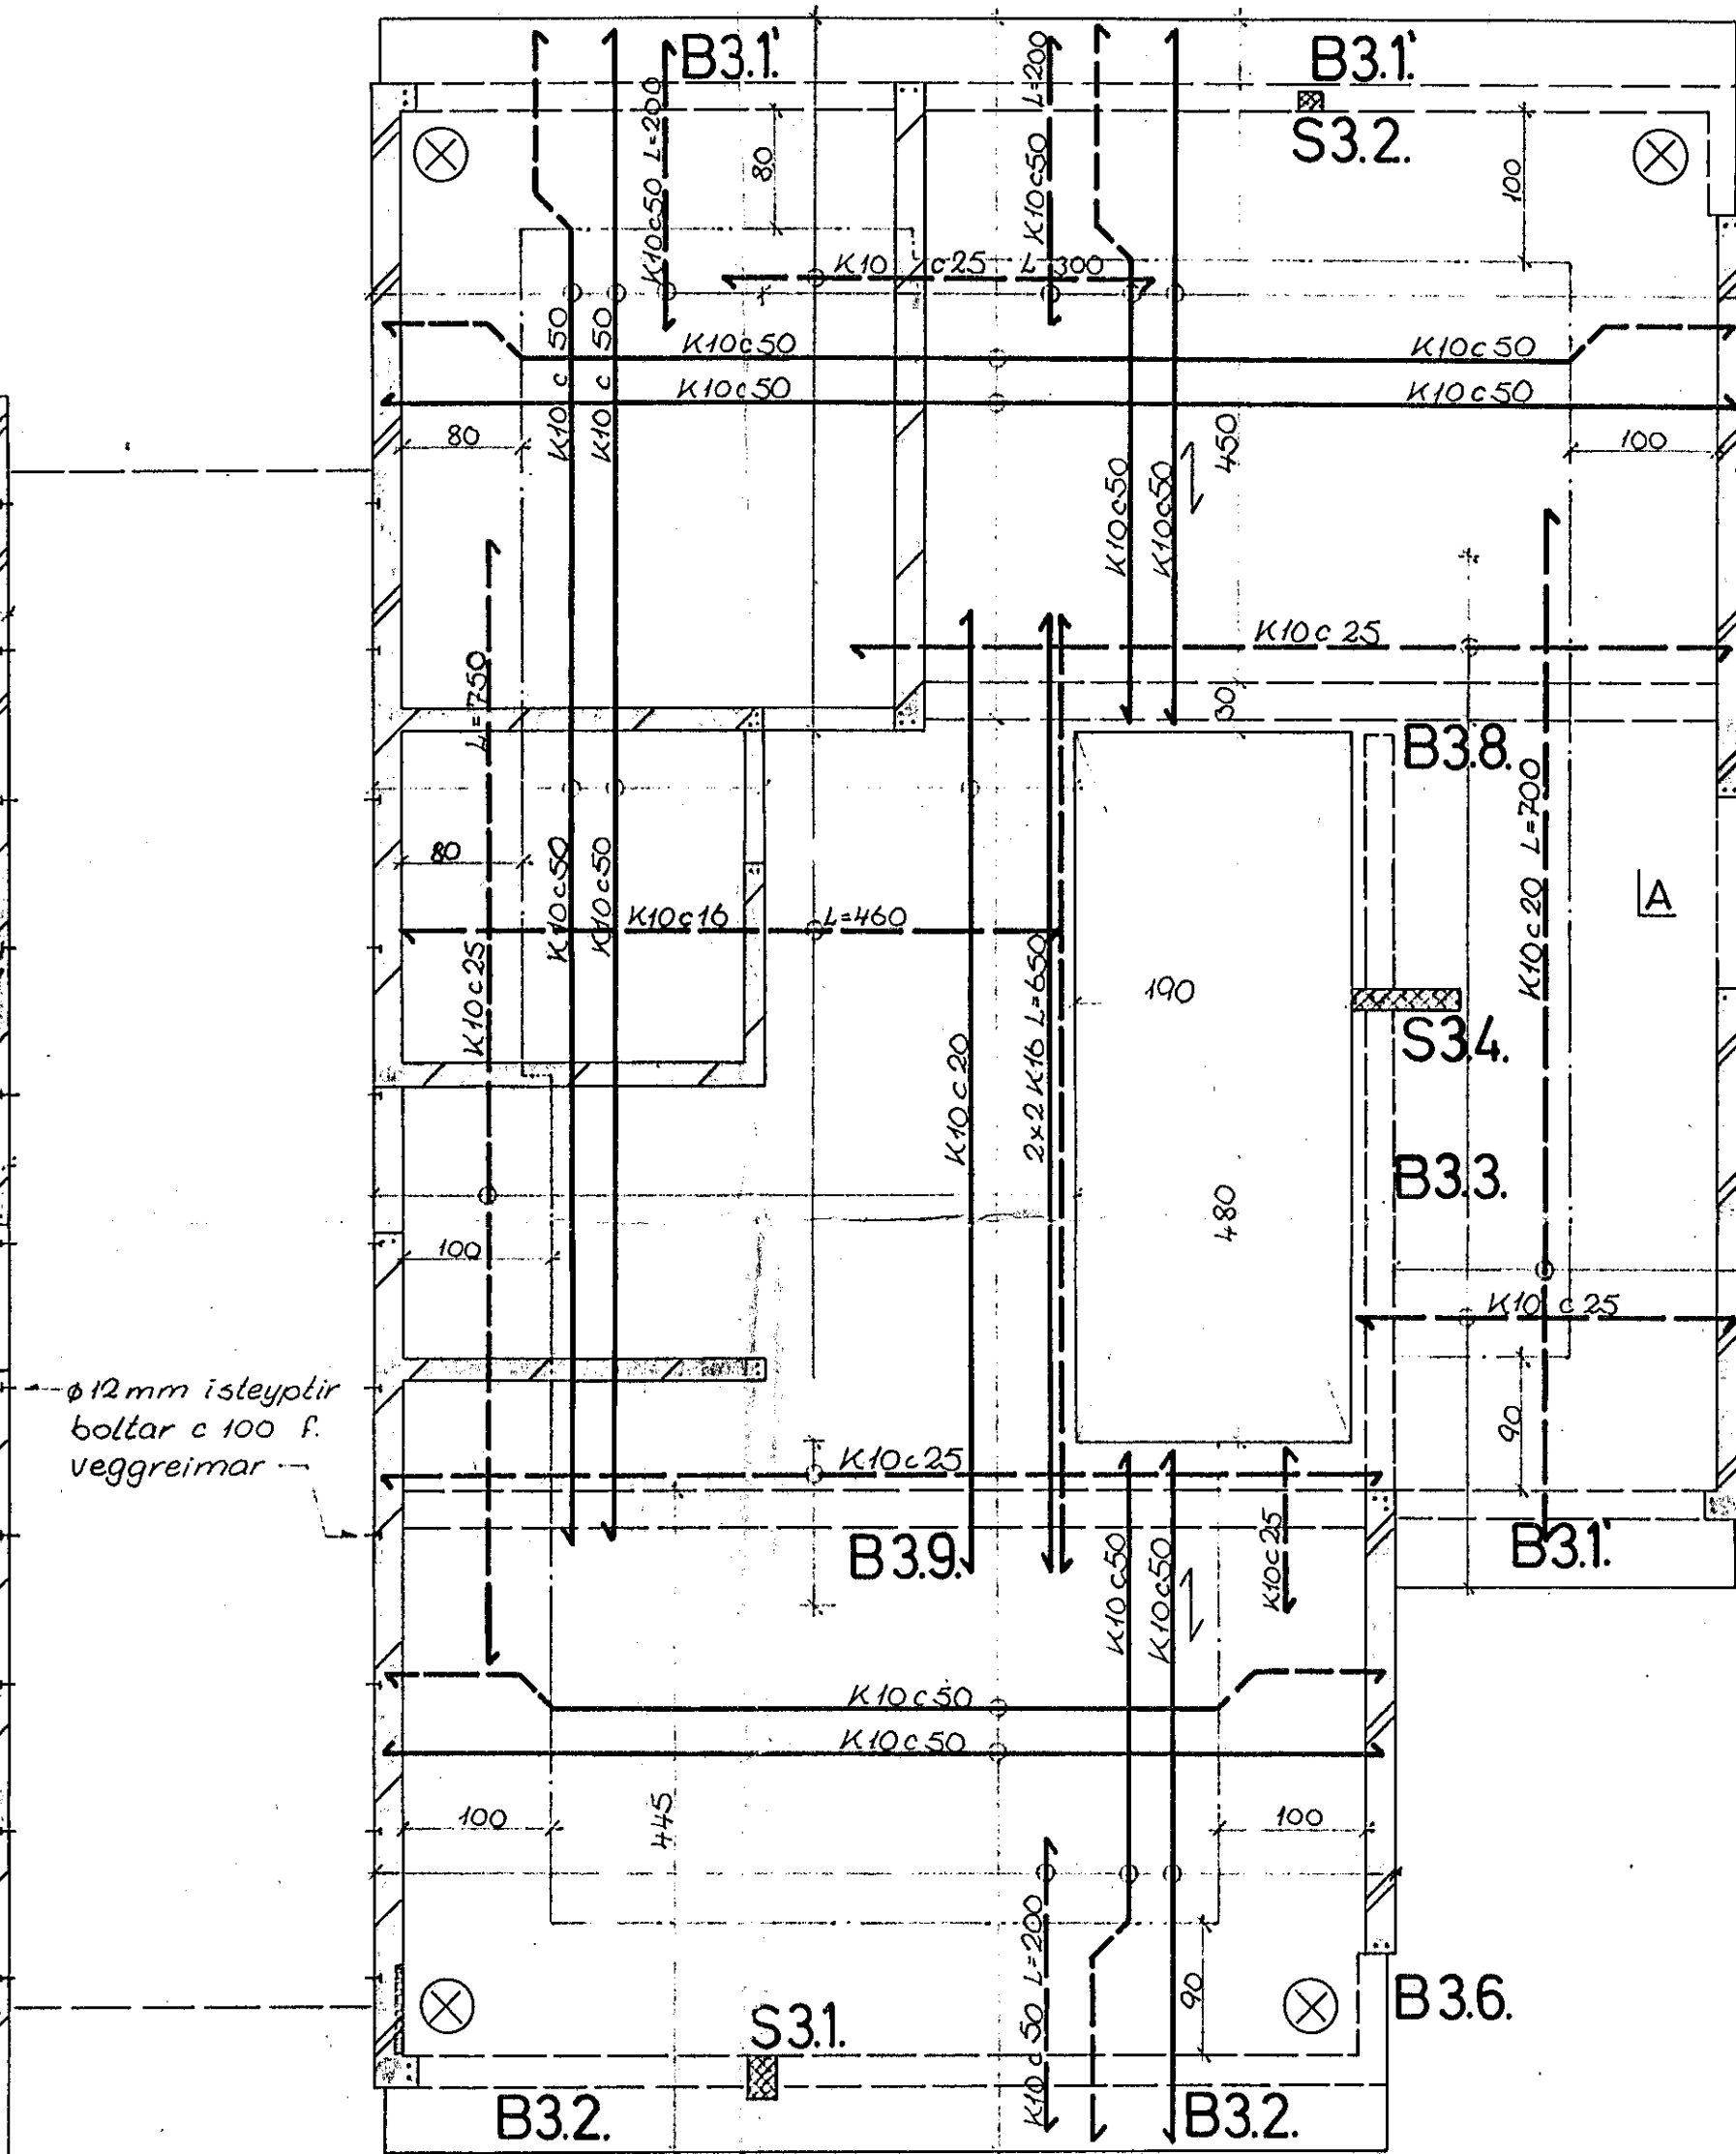 B3.1'.
B3.1'.
K10c50 L=200
L=200
K10c50
S3.2.
80
100
K10 c25 L 300
K10 c 50
K10 c 50
K10c50
K10c50
K10c50
K10c50
80
450
100
K10c50
K10c50
K10c25
L=750
30
B3.8.
K10c20 L=700
80
K10c50
K10c50
K10c16 L=460
A
K10c25
190
S3.4.
K10c20
2x2 K16 L=650
B3.3.
480
100
K10 c25
ø12mm ísteyptir
boltar c 100 f.
veggreimar
90
K10c25
B3.9.
K10c50
K10c50
K10c25
B3.1'.
K10c50
K10c50
100
445
100
K10c50 L=200
90
B3.6.
S3.1.
B3.2.
B3.2.